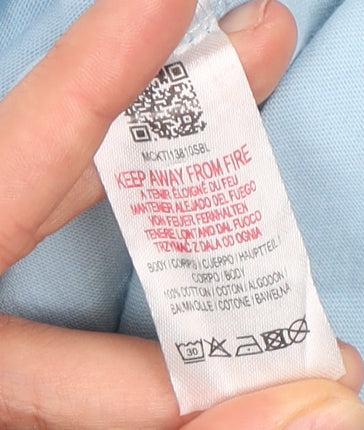 MCKT113810SBL
KEEP AWAY FROM FIRE
A TENIR ÉLOIGNÉ DU FEU
MANTENER ALEJADO DEL FUEGO
VON FEUER FERNHALTEN
TENERE LONTANO DAL FUOCO
TRZYMAĆ Z DALA OD OGNIA
BODY / CORPS / CUERPO / HAUPTTEIL /
CORPO / BODY
100% COTTON / COTON / ALGODON /
BAUMWOLLE / COTONE / BAWEŁNA
30